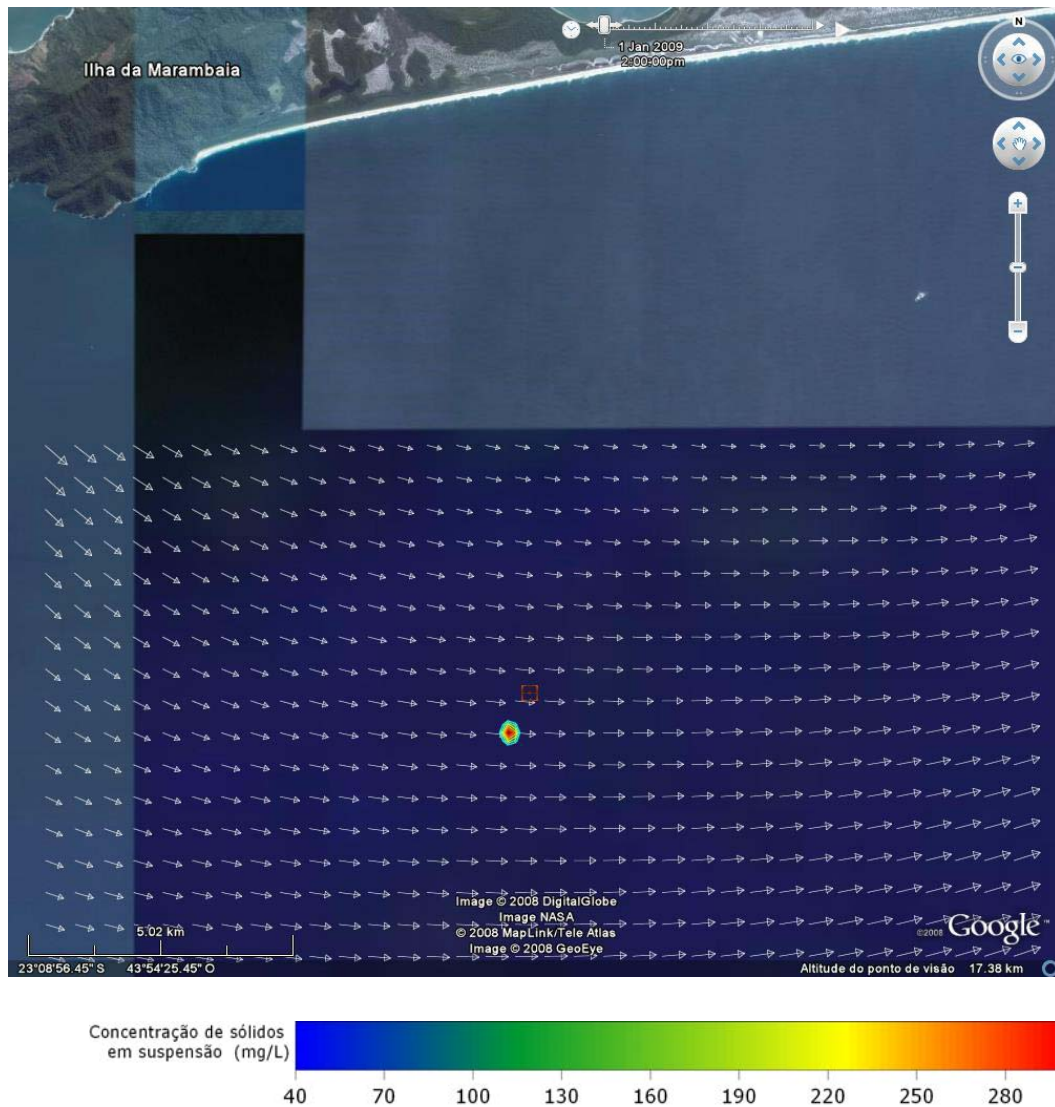 N
1 Jan 2009
2:00:00pm
Ilha da Marambaia
Image © 2008 DigitalGlobe
Image NASA
© 2008 MapLink/Tele Atlas
Image © 2008 GeoEye
5.02 km
©2008 Google™
23°08'56.45" S 43°54'25.45" O
Altitude do ponto de visão 17.38 km
Concentração de sólidos
em suspensão (mg/L)
40 70 100 130 160 190 220 250 280